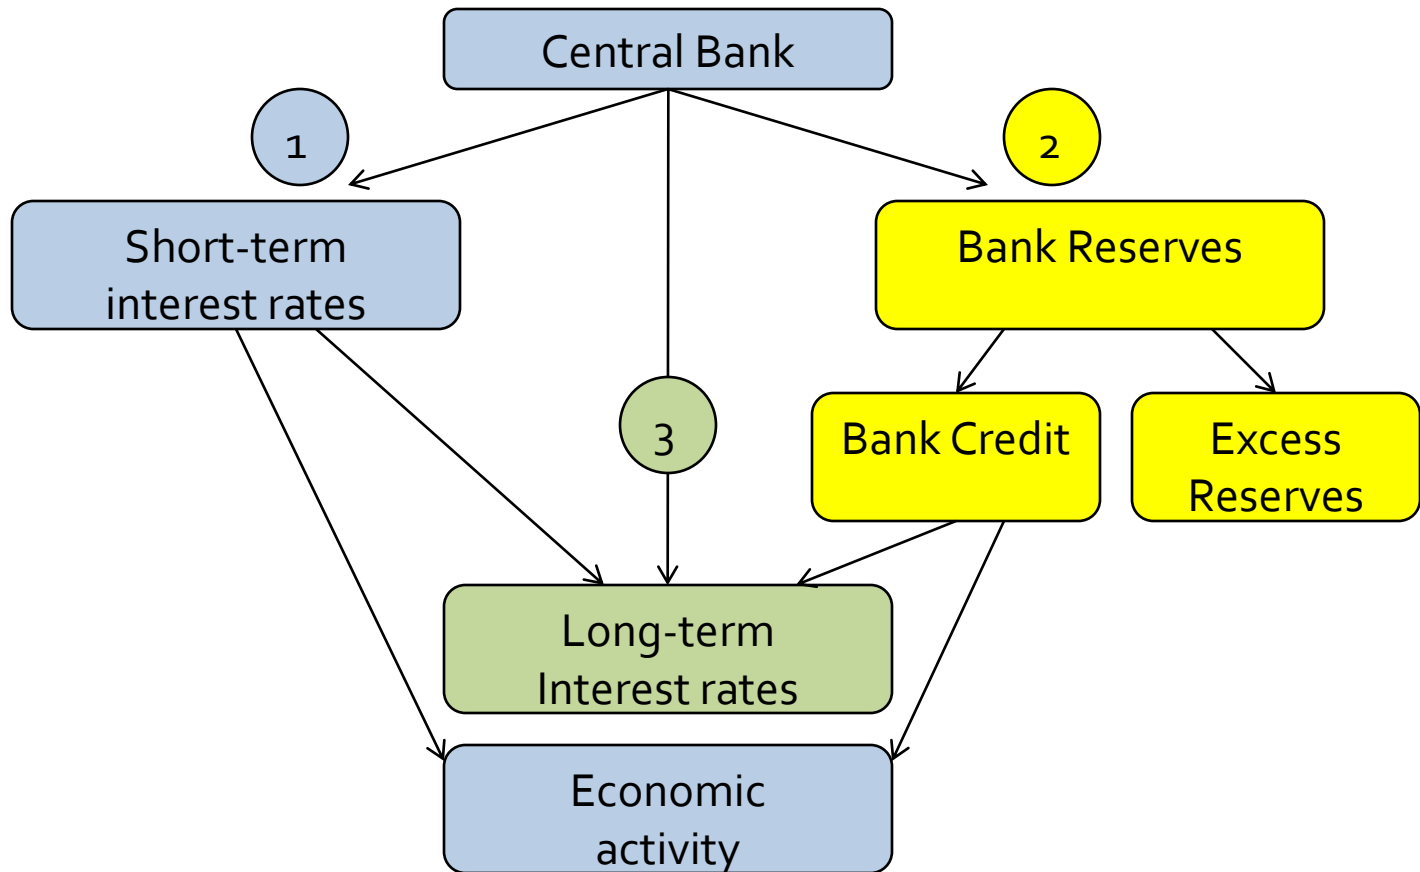 Central Bank
1
2
Short-term
interest rates
Bank Reserves
3
Bank Credit
Excess
Reserves
Long-term
Interest rates
Economic
activity